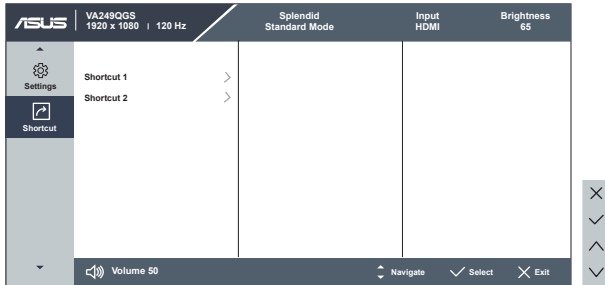 ASUS
VA249QGS
1920 x 1080 | 120 Hz
Splendid
Standard Mode
Input
HDMI
Brightness
65
Settings
Shortcut
Shortcut 1
Shortcut 2
Volume 50
Navigate
Select
Exit